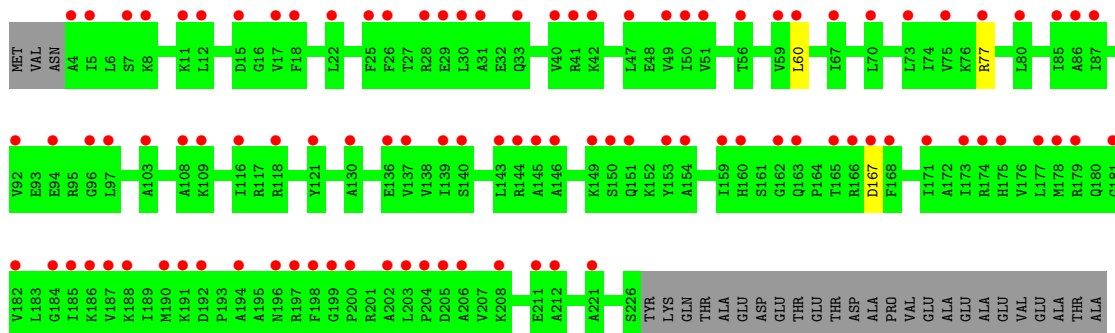 MET VAL ASN A4 I5 L6 S7 K8 K11 L12 D15 G16 V17 F18 L22 F25 F26 T27 R28 E29 L30 A31 E32 Q33 V40 R41 K42 L47 E48 V49 I50 V51 T56 V59 L60 I67 L70 L73 I74 V75 K76 R77 L80 I85 A86 I87
V92 E93 E94 R95 G96 L97 A103 A108 K109 I116 R117 R118 Y121 A130 E136 V137 V138 I139 S140 L143 R144 A145 A146 K149 S150 Q151 K152 Y153 A154 I159 H160 S161 G162 Q163 P164 T165 R166 D167 F168 I171 A172 I173 R174 H175 V176 L177 M178 R179 Q180 G181
V182 L183 G184 I185 K186 V187 K188 I189 M190 K191 D192 P193 A194 A195 N196 R197 F198 G199 P200 R201 A202 L203 P204 D205 A206 V207 K208 E211 A212 A221 S226 TYR LYS GLN THR ALA GLU ASP GLU THR GLU THR ASP ALA PRO VAL GLU ALA GLU ALA GLU VAL GLU ALA THR ALA